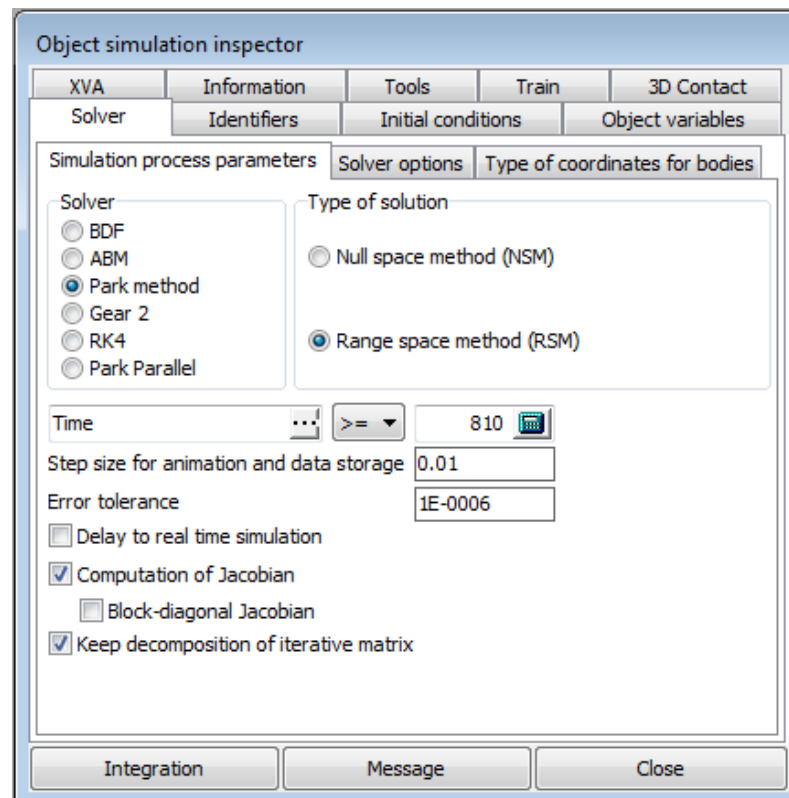 Object simulation inspector
XVA Information Tools Train 3D Contact
Solver Identifiers Initial conditions Object variables
Simulation process parameters Solver options Type of coordinates for bodies
Solver Type of solution
BDF
ABM Null space method (NSM)
Park method
Gear 2
RK4 Range space method (RSM)
Park Parallel
Time ... >= 810
Step size for animation and data storage 0.01
Error tolerance 1E-0006
Delay to real time simulation
Computation of Jacobian
Block-diagonal Jacobian
Keep decomposition of iterative matrix
Integration Message Close